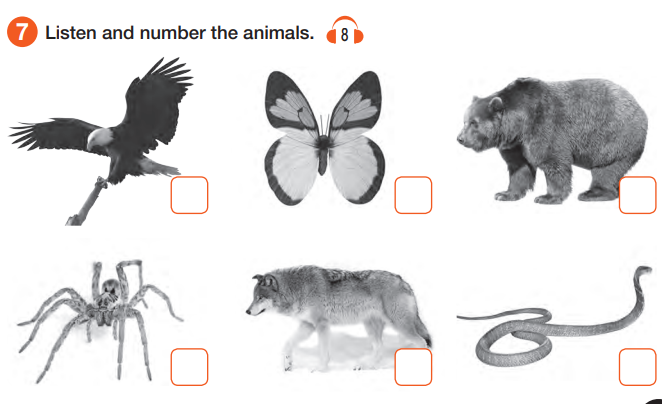 7 Listen and number the animals. 8